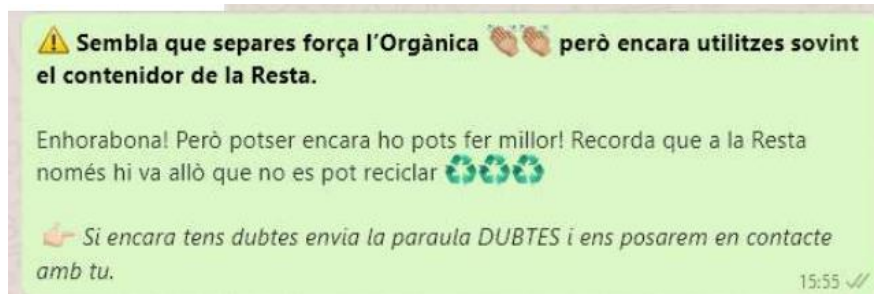 ⚠️ Sembla que separes força l'Orgànica 👏🏼👏🏼 però encara utilitzes sovint
el contenidor de la Resta.
Enhorabona! Però potser encara ho pots fer millor! Recorda que a la Resta
només hi va allò que no es pot reciclar ♻️♻️♻️
👉🏻 Si encara tens dubtes envia la paraula DUBTES i ens posarem en contacte
amb tu.
15:55